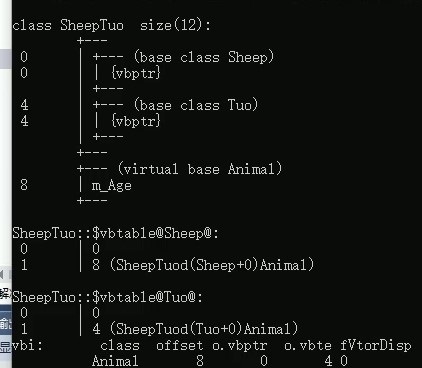 class SheepTuo  size(12):
        +---
 0      | +--- (base class Sheep)
 0      | | {vbptr}
        | +---
 4      | +--- (base class Tuo)
 4      | | {vbptr}
        | +---
        +---
        +--- (virtual base Animal)
 8      | m_Age
        +---
SheepTuo::$vbtable@Sheep@:
 0      | 0
 1      | 8 (SheepTuod(Sheep+0)Animal)
SheepTuo::$vbtable@Tuo@:
 0      | 0
 1      | 4 (SheepTuod(Tuo+0)Animal)
vbi:       class  offset o.vbptr  o.vbte fVtorDisp
          Animal       8       0       4 0